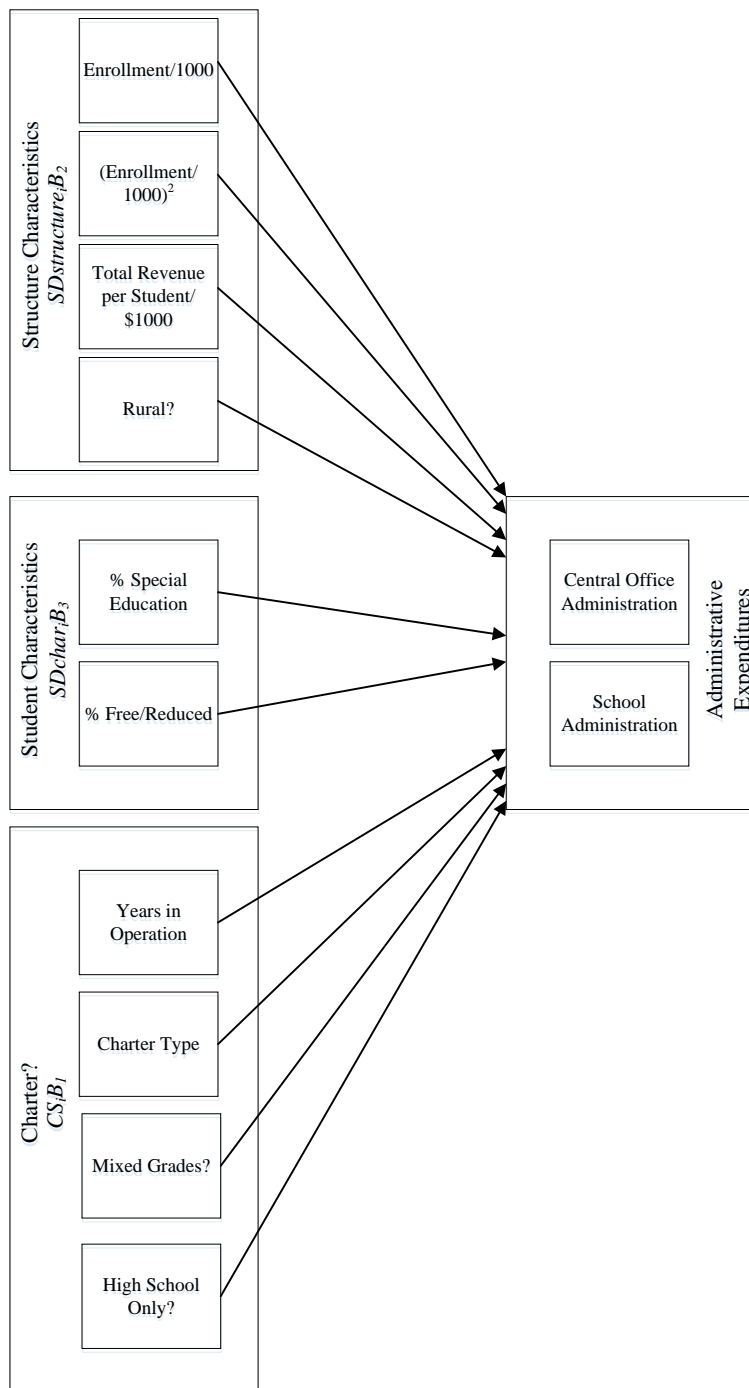 Structure Characteristics
SDstructureᵢB₂
Enrollment/1000
(Enrollment/
1000)²
Total Revenue
per Student/
$1000
Rural?
Student Characteristics
SDcharᵢB₃
% Special
Education
% Free/Reduced
Charter?
CSᵢB₁
Years in
Operation
Charter Type
Mixed Grades?
High School
Only?
Central Office
Administration
School
Administration
Administrative
Expenditures